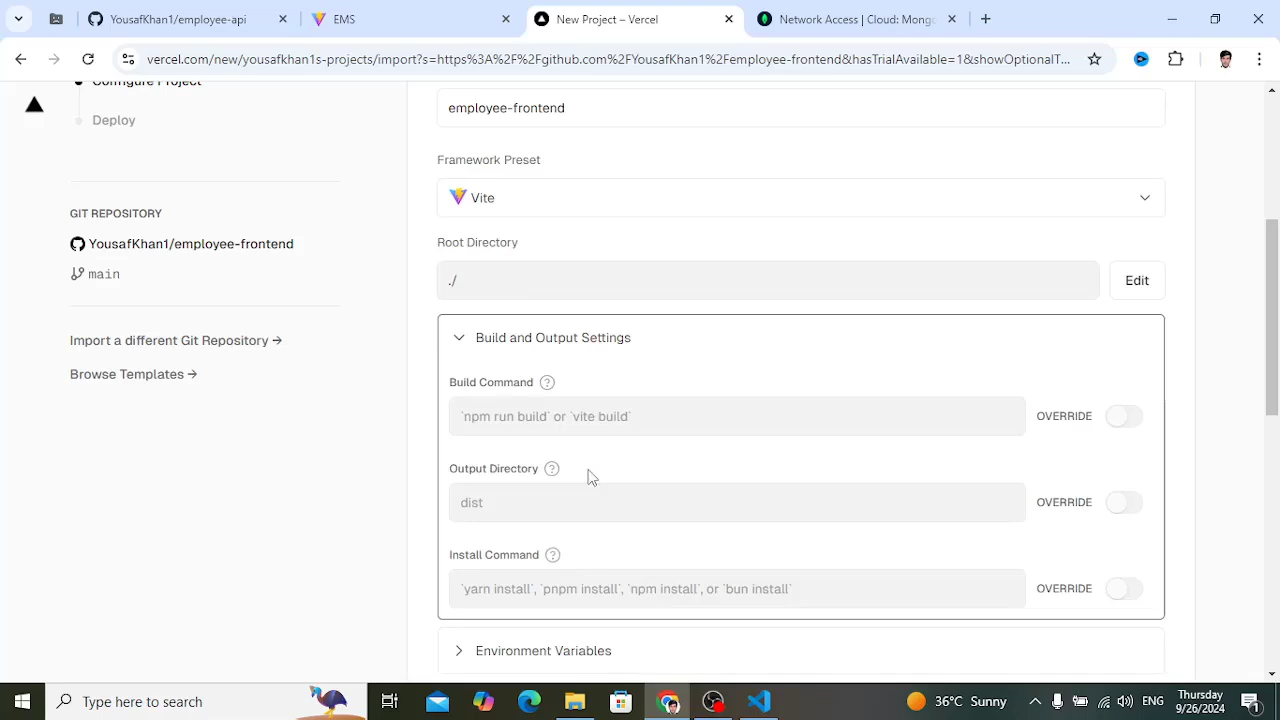 YousafKhan1/employee-api
EMS
New Project – Vercel
Network Access | Cloud: Mong
vercel.com/new/yousafkhan1s-projects/import?s=https%3A%2F%2Fgithub.com%2FYousafKhan1%2Femployee-frontend&hasTrialAvailable=1&showOptionalT...
Configure Project
Deploy
GIT REPOSITORY
YousafKhan1/employee-frontend
main
Import a different Git Repository →
Browse Templates →
employee-frontend
Framework Preset
Vite
Root Directory
./
Edit
Build and Output Settings
Build Command ?
`npm run build` or `vite build`
OVERRIDE
Output Directory ?
dist
OVERRIDE
Install Command ?
`yarn install`, `pnpm install`, `npm install`, or `bun install`
OVERRIDE
Environment Variables
Type here to search
36°C Sunny
ENG
Thursday
9/26/2024
1